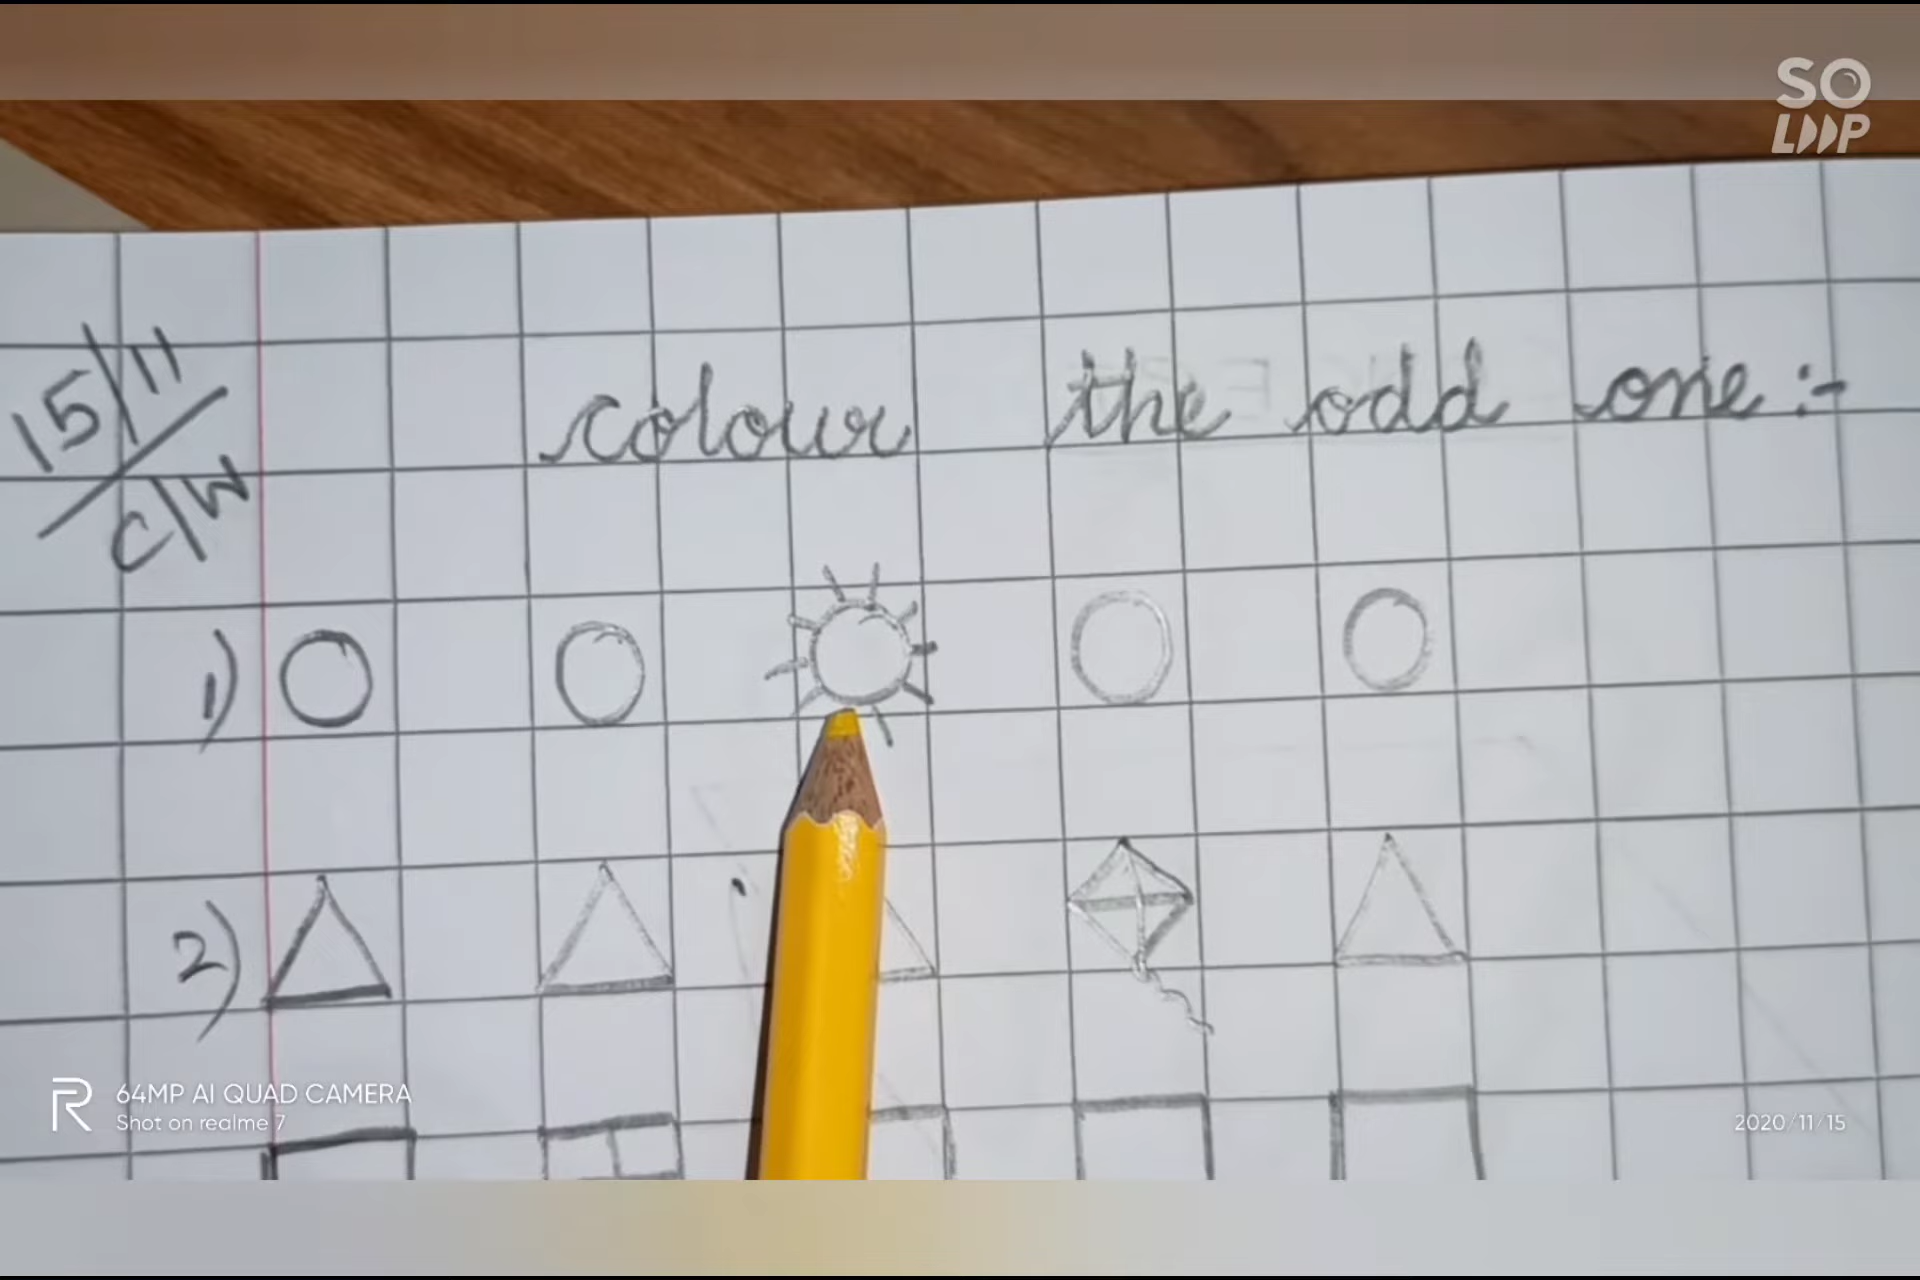 SO
LOOP
15/11
C/W
colour the odd one :-
1)
2)
64MP AI QUAD CAMERA
Shot on realme 7
2020/11/15